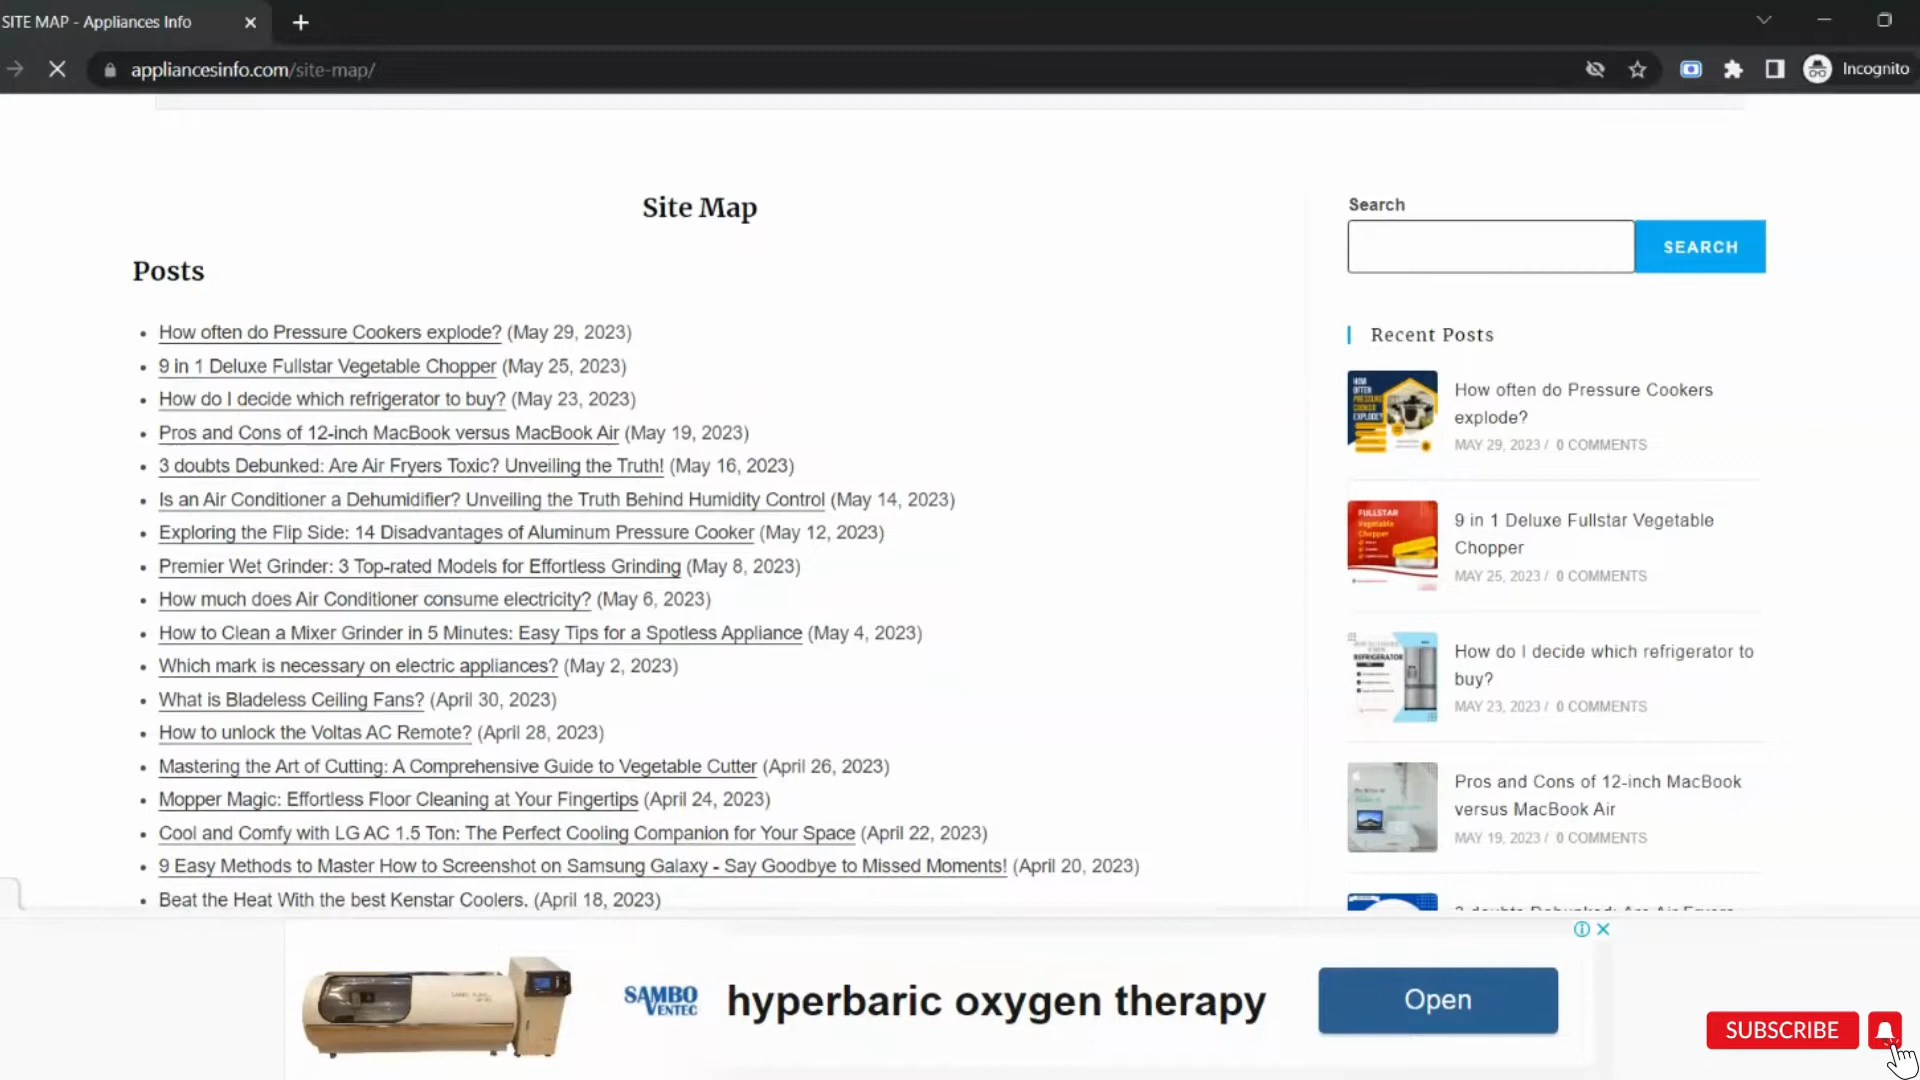 SITE MAP - Appliances Info
appliancesinfo.com/site-map/
Incognito
Site Map
Posts
How often do Pressure Cookers explode? (May 29, 2023)
9 in 1 Deluxe Fullstar Vegetable Chopper (May 25, 2023)
How do I decide which refrigerator to buy? (May 23, 2023)
Pros and Cons of 12-inch MacBook versus MacBook Air (May 19, 2023)
3 doubts Debunked: Are Air Fryers Toxic? Unveiling the Truth! (May 16, 2023)
Is an Air Conditioner a Dehumidifier? Unveiling the Truth Behind Humidity Control (May 14, 2023)
Exploring the Flip Side: 14 Disadvantages of Aluminum Pressure Cooker (May 12, 2023)
Premier Wet Grinder: 3 Top-rated Models for Effortless Grinding (May 8, 2023)
How much does Air Conditioner consume electricity? (May 6, 2023)
How to Clean a Mixer Grinder in 5 Minutes: Easy Tips for a Spotless Appliance (May 4, 2023)
Which mark is necessary on electric appliances? (May 2, 2023)
What is Bladeless Ceiling Fans? (April 30, 2023)
How to unlock the Voltas AC Remote? (April 28, 2023)
Mastering the Art of Cutting: A Comprehensive Guide to Vegetable Cutter (April 26, 2023)
Mopper Magic: Effortless Floor Cleaning at Your Fingertips (April 24, 2023)
Cool and Comfy with LG AC 1.5 Ton: The Perfect Cooling Companion for Your Space (April 22, 2023)
9 Easy Methods to Master How to Screenshot on Samsung Galaxy - Say Goodbye to Missed Moments! (April 20, 2023)
Beat the Heat With the best Kenstar Coolers. (April 18, 2023)
Search
SEARCH
Recent Posts
HOW OFTEN PRESSURE COOKER EXPLODE?
How often do Pressure Cookers
explode?
MAY 29, 2023 / 0 COMMENTS
FULLSTAR
Vegetable
Chopper
9 in 1 Deluxe Fullstar Vegetable
Chopper
MAY 25, 2023 / 0 COMMENTS
REFRIGERATOR
How do I decide which refrigerator to
buy?
MAY 23, 2023 / 0 COMMENTS
Pros and Cons of 12-inch MacBook
versus MacBook Air
MAY 19, 2023 / 0 COMMENTS
3 doubts Debunked: Are Air Fryers
SAMBO
VENTEC
hyperbaric oxygen therapy
Open
SUBSCRIBE